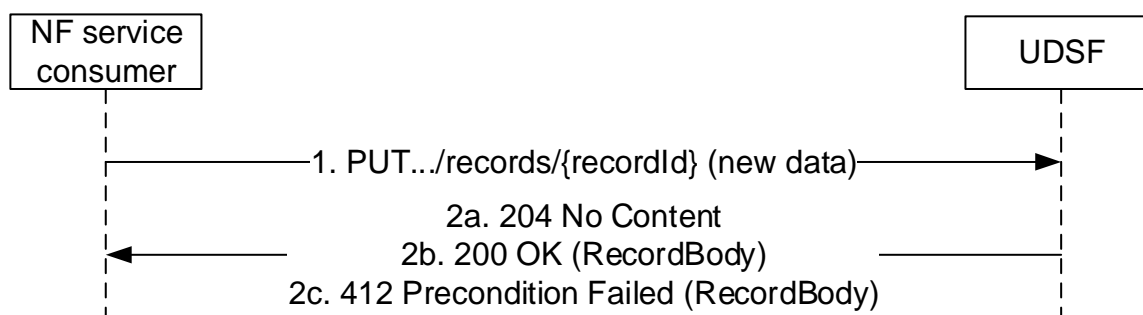 NF service
consumer
UDSF
1. PUT.../records/{recordId} (new data)
2a. 204 No Content
2b. 200 OK (RecordBody)
2c. 412 Precondition Failed (RecordBody)